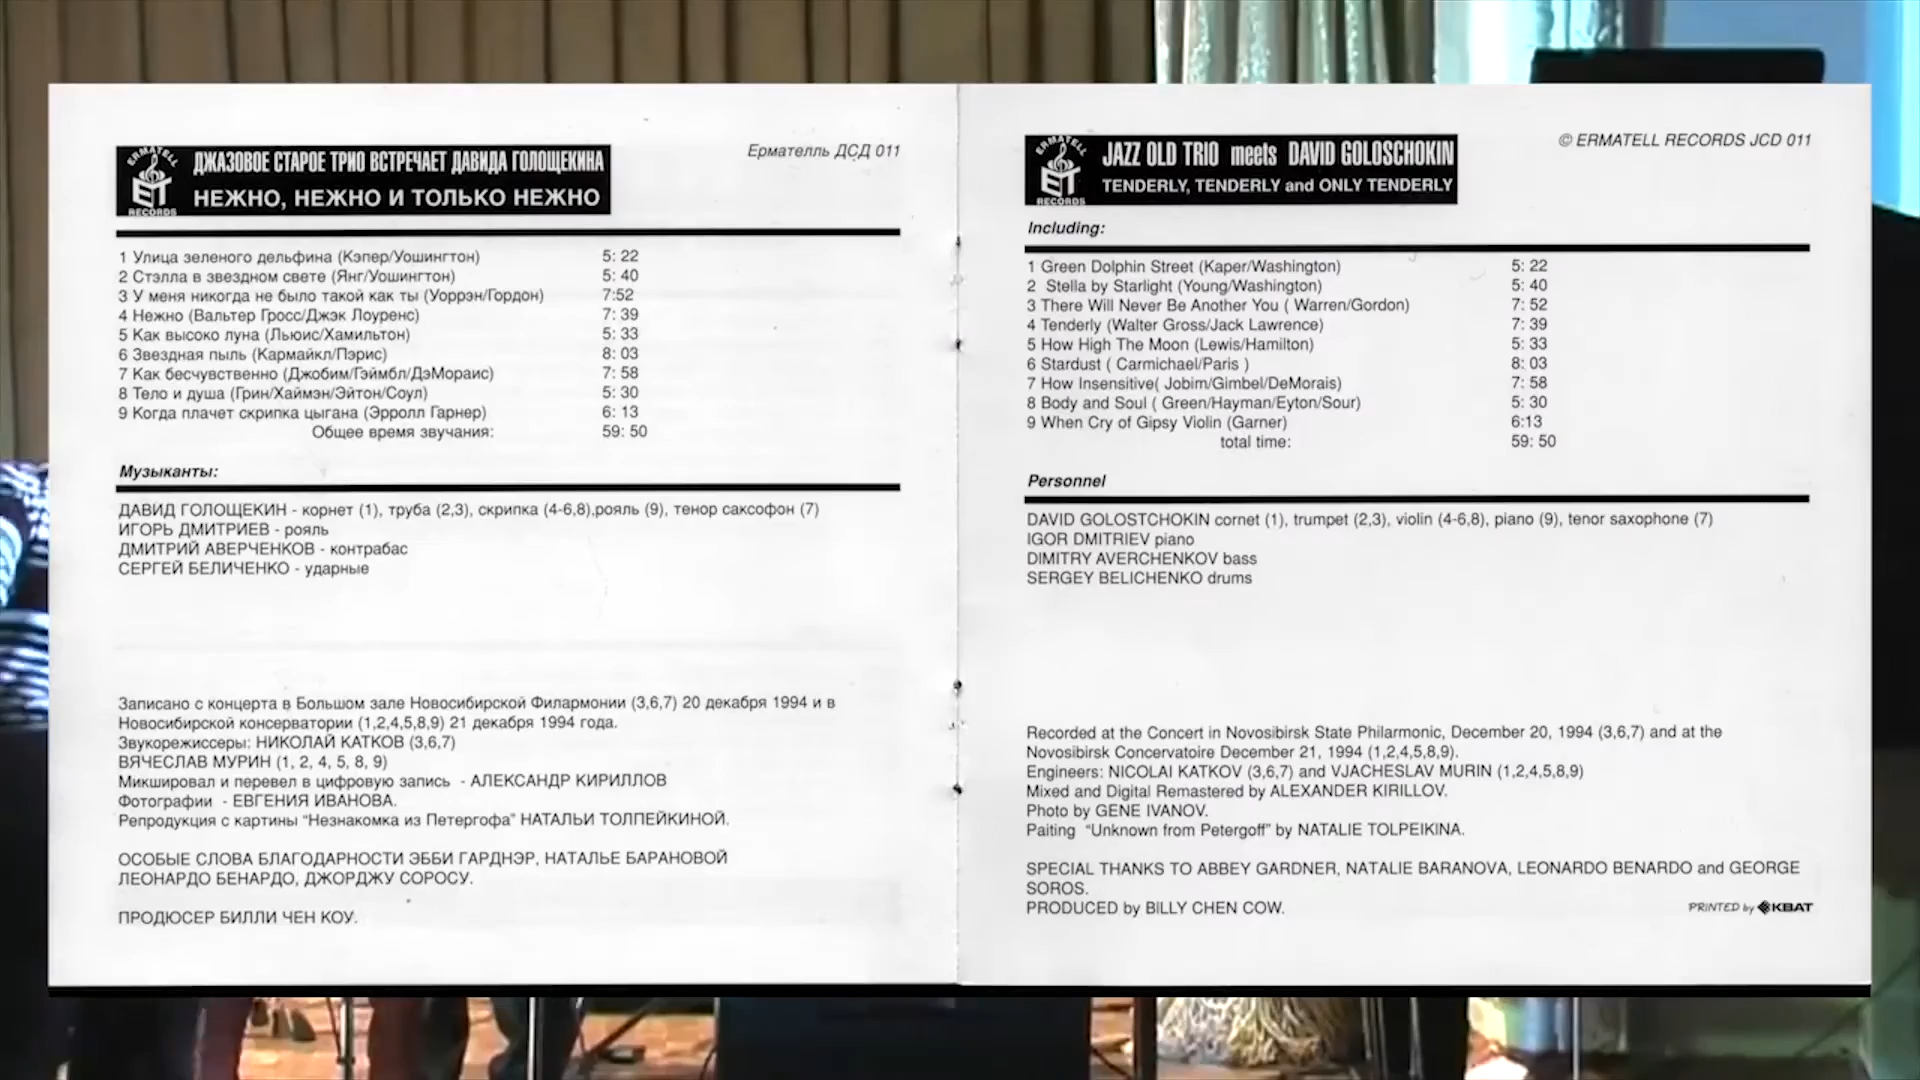 ERMATELL
ET
RECORDS
ДЖАЗОВОЕ СТАРОЕ ТРИО ВСТРЕЧАЕТ ДАВИДА ГОЛОЩЕКИНА
НЕЖНО, НЕЖНО И ТОЛЬКО НЕЖНО
Ерматель ДСД 011
1 Улица зеленого дельфина (Кэпер/Уошингтон) 5: 22
2 Стэлла в звездном свете (Янг/Уошингтон) 5: 40
3 У меня никогда не было такой как ты (Уоррэн/Гордон) 7:52
4 Нежно (Вальтер Гросс/Джэк Лоуренс) 7: 39
5 Как высоко луна (Льюис/Хамильтон) 5: 33
6 Звездная пыль (Кармайкл/Пэрис) 8: 03
7 Как бесчувственно (Джобим/Гэймбл/ДэМораис) 7: 58
8 Тело и душа (Грин/Хаймэн/Эйтон/Соул) 5: 30
9 Когда плачет скрипка цыгана (Эрролл Гарнер) 6: 13
Общее время звучания: 59: 50
Музыканты:
ДАВИД ГОЛОЩЕКИН - корнет (1), труба (2,3), скрипка (4-6,8),рояль (9), тенор саксофон (7)
ИГОРЬ ДМИТРИЕВ - рояль
ДМИТРИЙ АВЕРЧЕНКОВ - контрабас
СЕРГЕЙ БЕЛИЧЕНКО - ударные
Записано с концерта в Большом зале Новосибирской Филармонии (3,6,7) 20 декабря 1994 и в
Новосибирской консерватории (1,2,4,5,8,9) 21 декабря 1994 года.
Звукорежиссеры: НИКОЛАЙ КАТКОВ (3,6,7)
ВЯЧЕСЛАВ МУРИН (1, 2, 4, 5, 8, 9)
Микшировал и перевел в цифровую запись - АЛЕКСАНДР КИРИЛЛОВ
Фотографии - ЕВГЕНИЯ ИВАНОВА.
Репродукция с картины "Незнакомка из Петергофа" НАТАЛЬИ ТОЛПЕЙКИНОЙ.
ОСОБЫЕ СЛОВА БЛАГОДАРНОСТИ ЭББИ ГАРДНЭР, НАТАЛЬЕ БАРАНОВОЙ
ЛЕОНАРДО БЕНАРДО, ДЖОРДЖУ СОРОСУ.
ПРОДЮСЕР БИЛЛИ ЧЕН КОУ.
ERMATELL
ET
RECORDS
JAZZ OLD TRIO meets DAVID GOLOSCHOKIN
TENDERLY, TENDERLY and ONLY TENDERLY
© ERMATELL RECORDS JCD 011
Including:
1 Green Dolphin Street (Kaper/Washington) 5: 22
2 Stella by Starlight (Young/Washington) 5: 40
3 There Will Never Be Another You ( Warren/Gordon) 7: 52
4 Tenderly (Walter Gross/Jack Lawrence) 7: 39
5 How High The Moon (Lewis/Hamilton) 5: 33
6 Stardust ( Carmichael/Paris ) 8: 03
7 How Insensitive( Jobim/Gimbel/DeMorais) 7: 58
8 Body and Soul ( Green/Hayman/Eyton/Sour) 5: 30
9 When Cry of Gipsy Violin (Garner) 6:13
total time: 59: 50
Personnel
DAVID GOLOSTCHOKIN cornet (1), trumpet (2,3), violin (4-6,8), piano (9), tenor saxophone (7)
IGOR DMITRIEV piano
DIMITRY AVERCHENKOV bass
SERGEY BELICHENKO drums
Recorded at the Concert in Novosibirsk State Philarmonic, December 20, 1994 (3,6,7) and at the
Novosibirsk Concervatoire December 21, 1994 (1,2,4,5,8,9).
Engineers: NICOLAI KATKOV (3,6,7) and VJACHESLAV MURIN (1,2,4,5,8,9)
Mixed and Digital Remastered by ALEXANDER KIRILLOV.
Photo by GENE IVANOV.
Paiting "Unknown from Petergoff" by NATALIE TOLPEIKINA.
SPECIAL THANKS TO ABBEY GARDNER, NATALIE BARANOVA, LEONARDO BENARDO and GEORGE
SOROS.
PRODUCED by BILLY CHEN COW.
PRINTED by KBAT